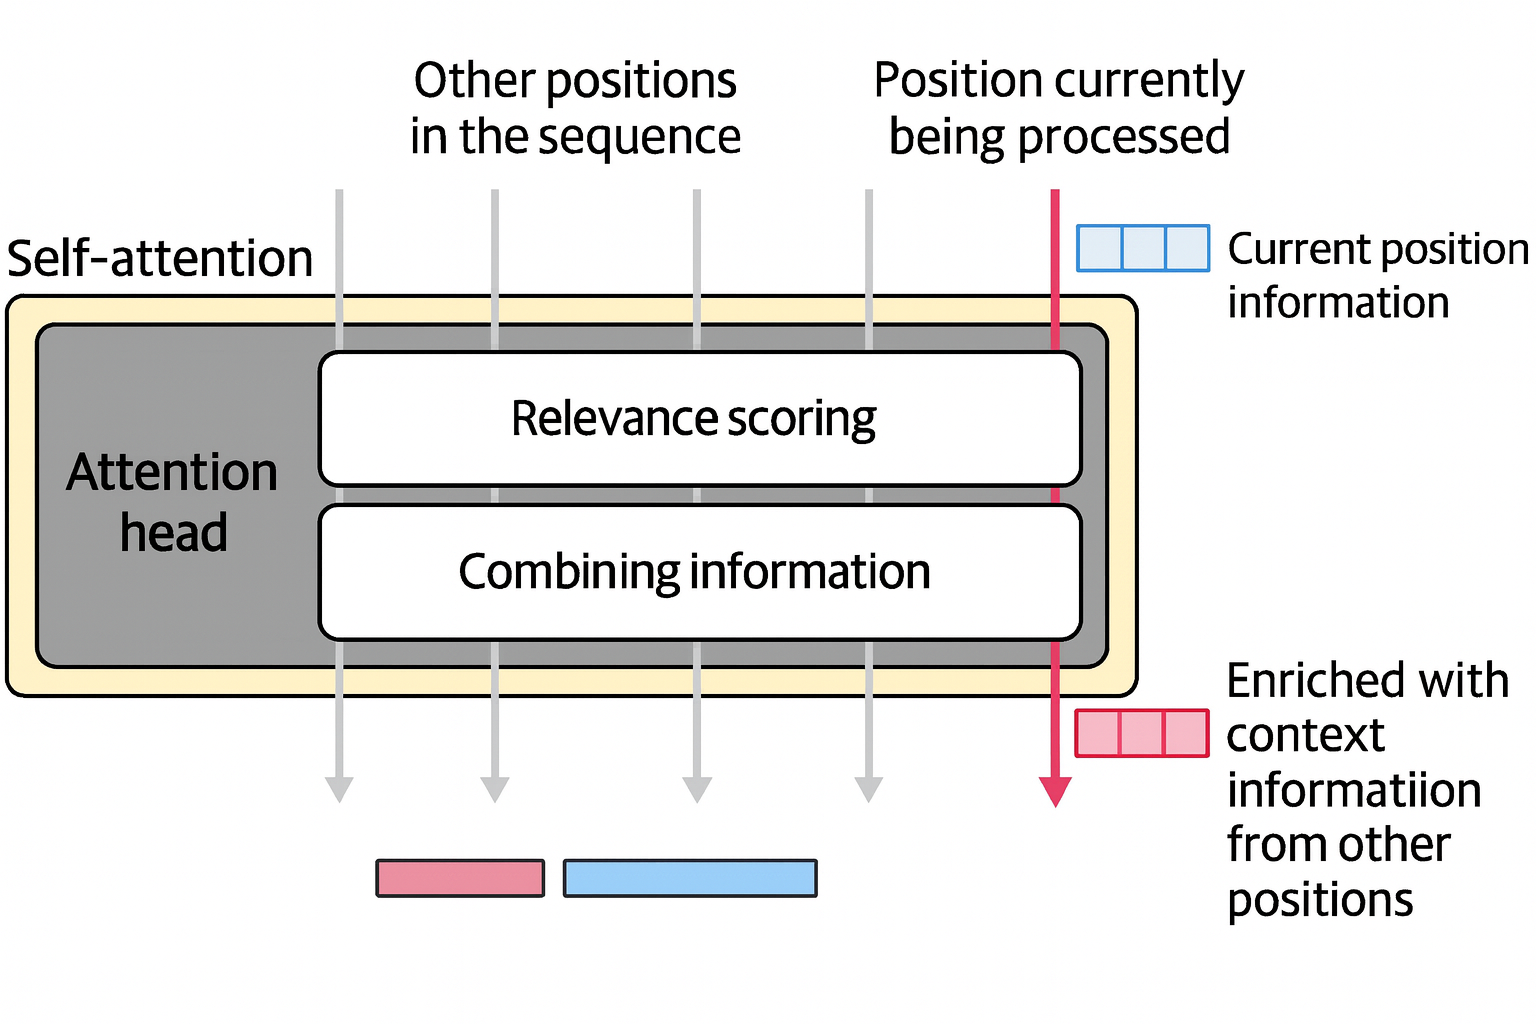 Other positions
in the sequence
Position currently
being processed
Self-attention
Current position
information
Relevance scoring
Attention
head
Combining information
Enriched with
context
informatiion
from other
positions